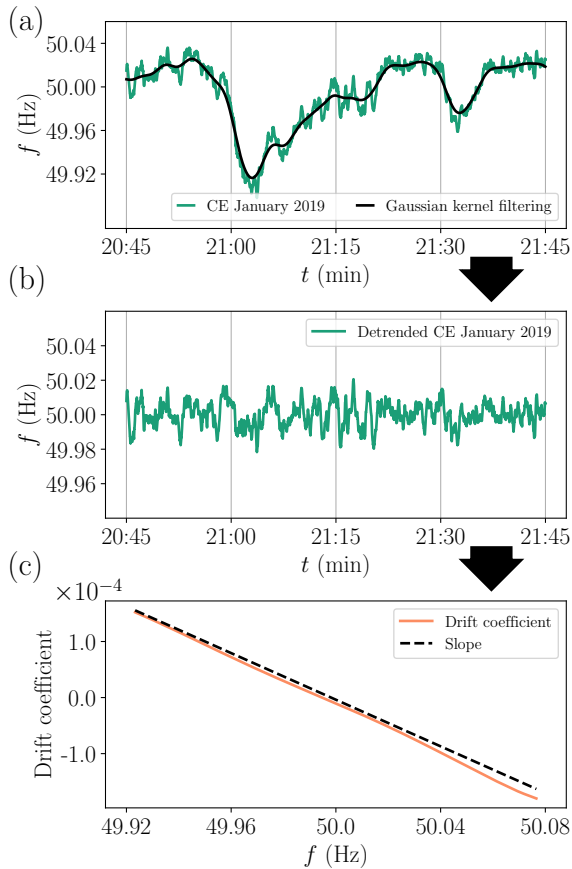 (a)
50.04
50.00
49.96
49.92
f (Hz)
CE January 2019
Gaussian kernel filtering
20:45 21:00 21:15 21:30 21:45
t (min)
(b)
50.04
50.02
50.00
49.98
49.96
f (Hz)
Detrended CE January 2019
20:45 21:00 21:15 21:30 21:45
t (min)
(c)
×10⁻⁴
1.0
0.0
-1.0
Drift coefficient
Drift coefficient
Slope
49.92 49.96 50.0 50.04 50.08
f (Hz)